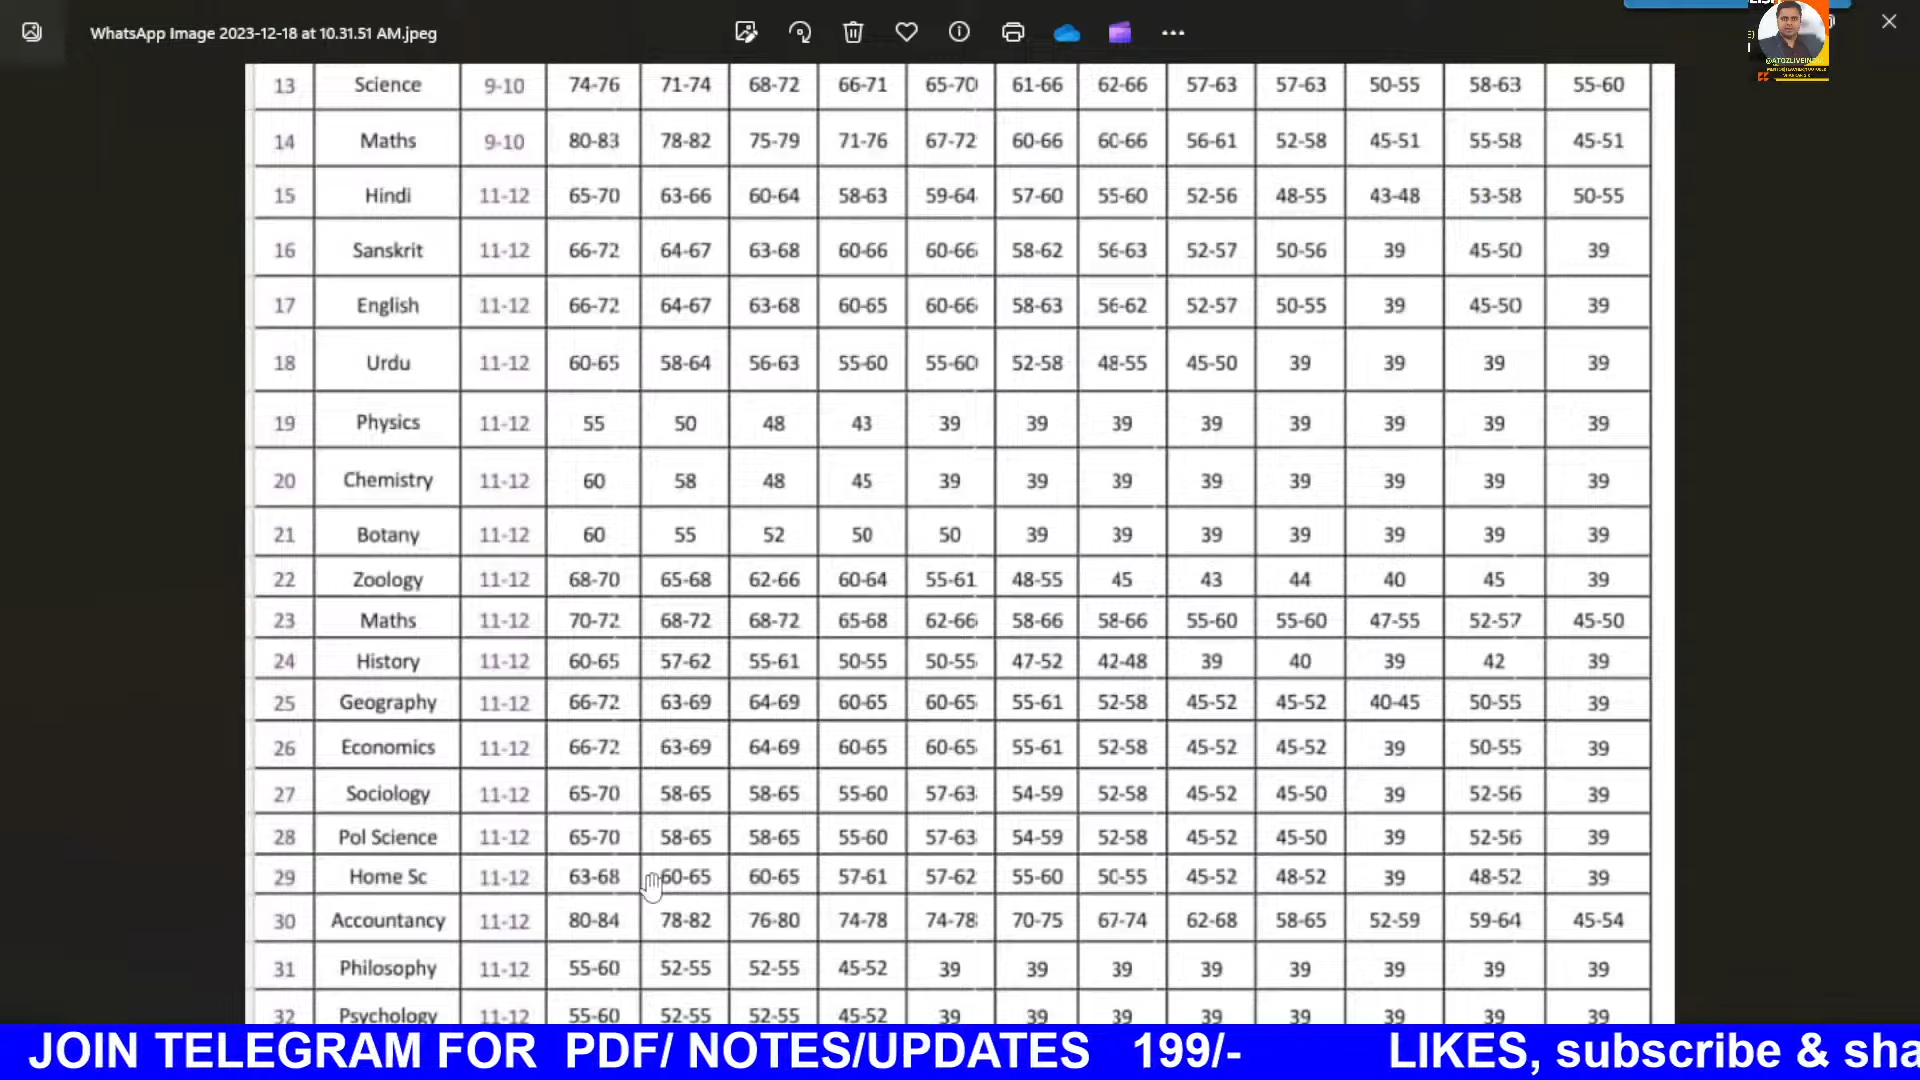 WhatsApp Image 2023-12-18 at 10.31.51 AM.jpeg
@ATOZLIVEIN
13 Science 9-10 74-76 71-74 68-72 66-71 65-70 61-66 62-66 57-63 57-63 50-55 58-63 55-60
14 Maths 9-10 80-83 78-82 75-79 71-76 67-72 60-66 60-66 56-61 52-58 45-51 55-58 45-51
15 Hindi 11-12 65-70 63-66 60-64 58-63 59-64 57-60 55-60 52-56 48-55 43-48 53-58 50-55
16 Sanskrit 11-12 66-72 64-67 63-68 60-66 60-66 58-62 56-63 52-57 50-56 39 45-50 39
17 English 11-12 66-72 64-67 63-68 60-65 60-66 58-63 56-62 52-57 50-55 39 45-50 39
18 Urdu 11-12 60-65 58-64 56-63 55-60 55-60 52-58 48-55 45-50 39 39 39 39
19 Physics 11-12 55 50 48 43 39 39 39 39 39 39 39 39
20 Chemistry 11-12 60 58 48 45 39 39 39 39 39 39 39 39
21 Botany 11-12 60 55 52 50 50 39 39 39 39 39 39 39
22 Zoology 11-12 68-70 65-68 62-66 60-64 55-61 48-55 45 43 44 40 45 39
23 Maths 11-12 70-72 68-72 68-72 65-68 62-66 58-66 58-66 55-60 55-60 47-55 52-57 45-50
24 History 11-12 60-65 57-62 55-61 50-55 50-55 47-52 42-48 39 40 39 42 39
25 Geography 11-12 66-72 63-69 64-69 60-65 60-65 55-61 52-58 45-52 45-52 40-45 50-55 39
26 Economics 11-12 66-72 63-69 64-69 60-65 60-65 55-61 52-58 45-52 45-52 39 50-55 39
27 Sociology 11-12 65-70 58-65 58-65 55-60 57-63 54-59 52-58 45-52 45-50 39 52-56 39
28 Pol Science 11-12 65-70 58-65 58-65 55-60 57-63 54-59 52-58 45-52 45-50 39 52-56 39
29 Home Sc 11-12 63-68 60-65 60-65 57-61 57-62 55-60 50-55 45-52 48-52 39 48-52 39
30 Accountancy 11-12 80-84 78-82 76-80 74-78 74-78 70-75 67-74 62-68 58-65 52-59 59-64 45-54
31 Philosophy 11-12 55-60 52-55 52-55 45-52 39 39 39 39 39 39 39 39
32 Psychology 11-12 55-60 52-55 52-55 45-52 39 39 39 39 39 39 39 39
JOIN TELEGRAM FOR PDF/ NOTES/UPDATES 199/- LIKES, subscribe & sha